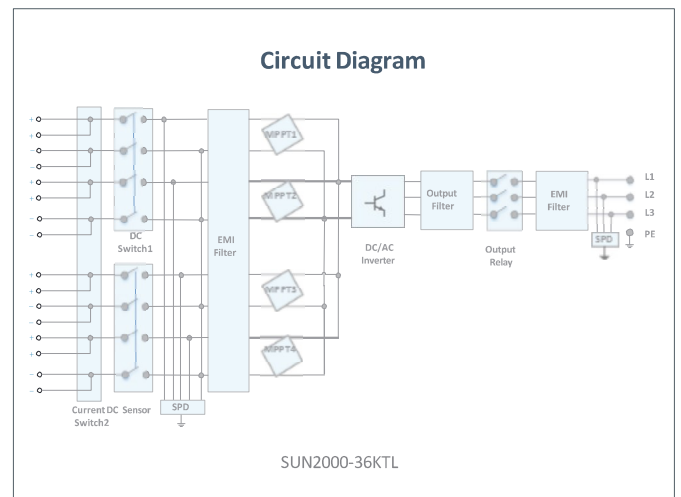 Circuit Diagram
+
+
−
−
+
+
−
−
+
+
−
−
+
+
−
−
DC
Switch1
Current DC Sensor
Switch2
SPD
EMI
Filter
MPPT1
MPPT2
MPPT3
MPPT4
DC/AC
Inverter
Output
Filter
Output
Relay
EMI
Filter
L1
L2
L3
PE
SPD
SUN2000-36KTL